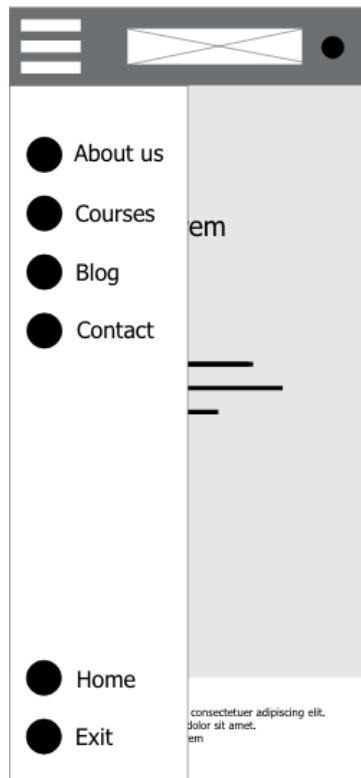 About us
Courses
Blog
Contact
Home
Exit
em
consectetuer adipiscing elit.
dolor sit amet.
em